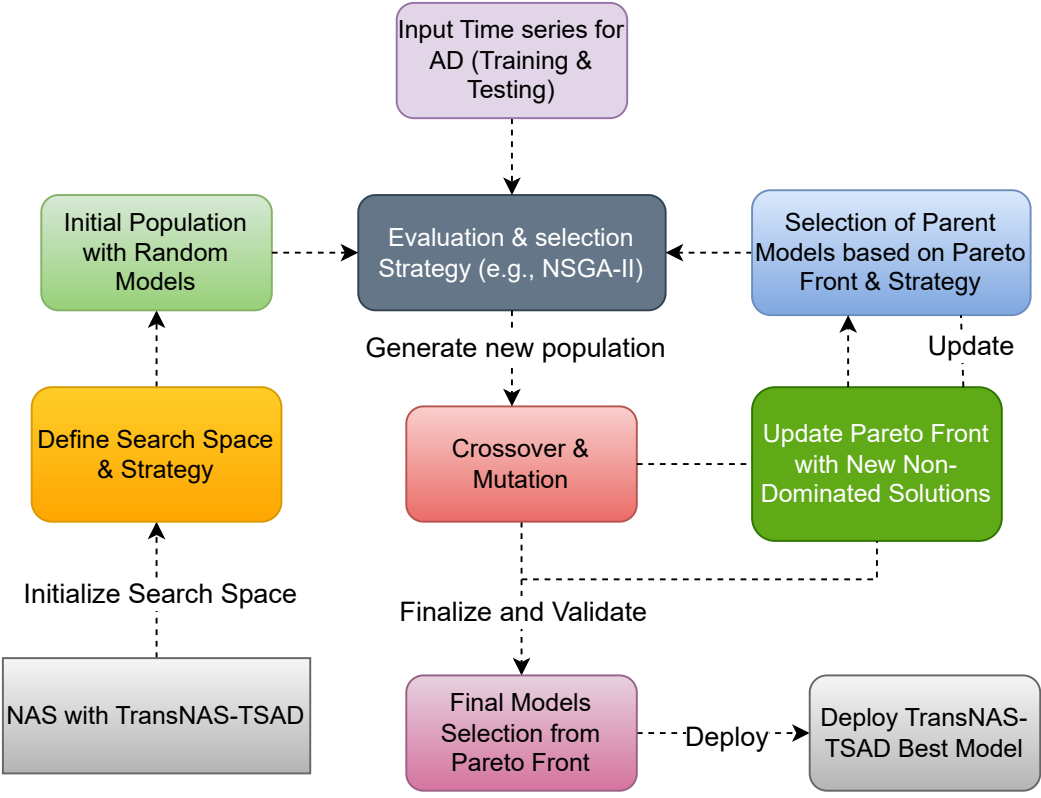 Input Time series for
AD (Training &
Testing)
Initial Population
with Random
Models
Evaluation & selection
Strategy (e.g., NSGA-II)
Selection of Parent
Models based on Pareto
Front & Strategy
Generate new population
Update
Define Search Space
& Strategy
Crossover &
Mutation
Update Pareto Front
with New Non-
Dominated Solutions
Initialize Search Space
Finalize and Validate
NAS with TransNAS-TSAD
Final Models
Selection from
Pareto Front
Deploy
Deploy TransNAS-
TSAD Best Model